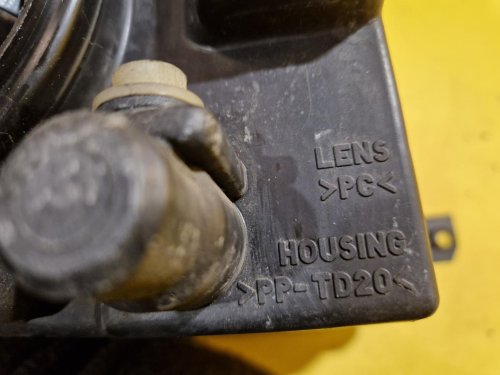 LENS
>PC<
HOUSING
>PP-TD20<